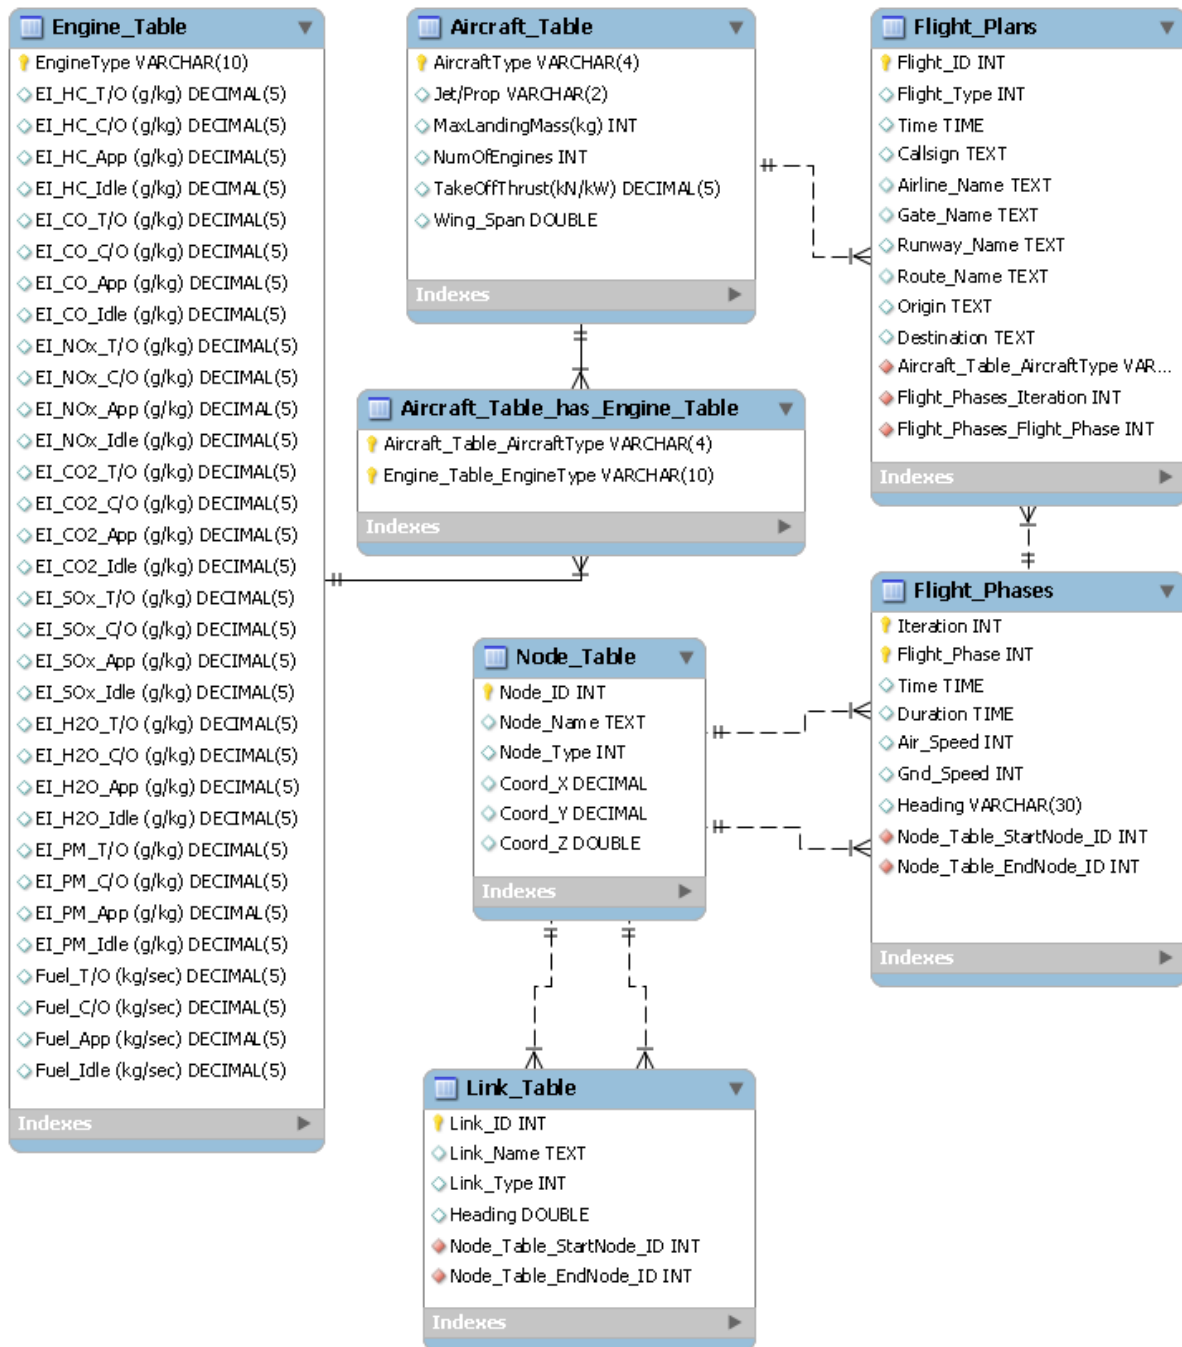 Engine_Table
EngineType VARCHAR(10)
EI_HC_T/O (g/kg) DECIMAL(5)
EI_HC_C/O (g/kg) DECIMAL(5)
EI_HC_App (g/kg) DECIMAL(5)
EI_HC_Idle (g/kg) DECIMAL(5)
EI_CO_T/O (g/kg) DECIMAL(5)
EI_CO_C/O (g/kg) DECIMAL(5)
EI_CO_App (g/kg) DECIMAL(5)
EI_CO_Idle (g/kg) DECIMAL(5)
EI_NOx_T/O (g/kg) DECIMAL(5)
EI_NOx_C/O (g/kg) DECIMAL(5)
EI_NOx_App (g/kg) DECIMAL(5)
EI_NOx_Idle (g/kg) DECIMAL(5)
EI_CO2_T/O (g/kg) DECIMAL(5)
EI_CO2_C/O (g/kg) DECIMAL(5)
EI_CO2_App (g/kg) DECIMAL(5)
EI_CO2_Idle (g/kg) DECIMAL(5)
EI_SOx_T/O (g/kg) DECIMAL(5)
EI_SOx_C/O (g/kg) DECIMAL(5)
EI_SOx_App (g/kg) DECIMAL(5)
EI_SOx_Idle (g/kg) DECIMAL(5)
EI_H2O_T/O (g/kg) DECIMAL(5)
EI_H2O_C/O (g/kg) DECIMAL(5)
EI_H2O_App (g/kg) DECIMAL(5)
EI_H2O_Idle (g/kg) DECIMAL(5)
EI_PM_T/O (g/kg) DECIMAL(5)
EI_PM_C/O (g/kg) DECIMAL(5)
EI_PM_App (g/kg) DECIMAL(5)
EI_PM_Idle (g/kg) DECIMAL(5)
Fuel_T/O (kg/sec) DECIMAL(5)
Fuel_C/O (kg/sec) DECIMAL(5)
Fuel_App (kg/sec) DECIMAL(5)
Fuel_Idle (kg/sec) DECIMAL(5)
Indexes
Aircraft_Table
AircraftType VARCHAR(4)
Jet/Prop VARCHAR(2)
MaxLandingMass(kg) INT
NumOfEngines INT
TakeOffThrust(kN/kW) DECIMAL(5)
Wing_Span DOUBLE
Indexes
Aircraft_Table_has_Engine_Table
Aircraft_Table_AircraftType VARCHAR(4)
Engine_Table_EngineType VARCHAR(10)
Indexes
Node_Table
Node_ID INT
Node_Name TEXT
Node_Type INT
Coord_X DECIMAL
Coord_Y DECIMAL
Coord_Z DOUBLE
Indexes
Link_Table
Link_ID INT
Link_Name TEXT
Link_Type INT
Heading DOUBLE
Node_Table_StartNode_ID INT
Node_Table_EndNode_ID INT
Indexes
Flight_Plans
Flight_ID INT
Flight_Type INT
Time TIME
Callsign TEXT
Airline_Name TEXT
Gate_Name TEXT
Runway_Name TEXT
Route_Name TEXT
Origin TEXT
Destination TEXT
Aircraft_Table_AircraftType VAR...
Flight_Phases_Iteration INT
Flight_Phases_Flight_Phase INT
Indexes
Flight_Phases
Iteration INT
Flight_Phase INT
Time TIME
Duration TIME
Air_Speed INT
Gnd_Speed INT
Heading VARCHAR(30)
Node_Table_StartNode_ID INT
Node_Table_EndNode_ID INT
Indexes